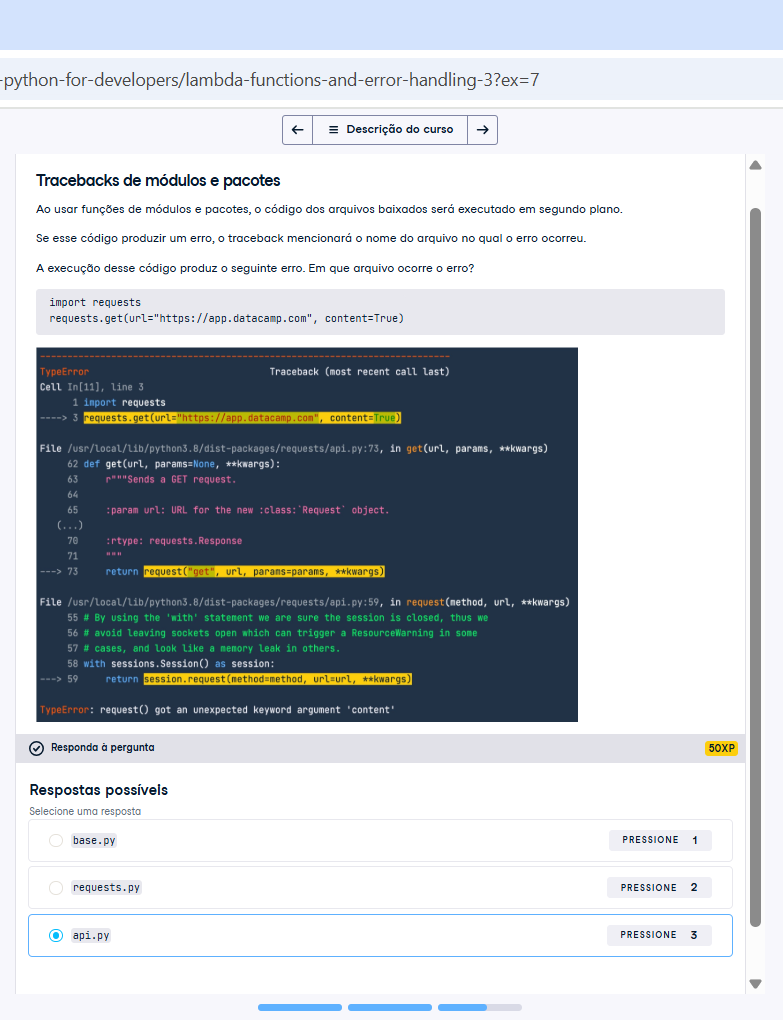 -python-for-developers/lambda-functions-and-error-handling-3?ex=7
← ≡ Descrição do curso →
Tracebacks de módulos e pacotes
Ao usar funções de módulos e pacotes, o código dos arquivos baixados será executado em segundo plano.
Se esse código produzir um erro, o traceback mencionará o nome do arquivo no qual o erro ocorreu.
A execução desse código produz o seguinte erro. Em que arquivo ocorre o erro?
import requests
requests.get(url="https://app.datacamp.com", content=True)
---------------------------------------------------------------------------
TypeError Traceback (most recent call last)
Cell In[11], line 3
1 import requests
----> 3 requests.get(url="https://app.datacamp.com", content=True)
File /usr/local/lib/python3.8/dist-packages/requests/api.py:73, in get(url, params, **kwargs)
62 def get(url, params=None, **kwargs):
63 r"""Sends a GET request.
64
65 :param url: URL for the new :class:`Request` object.
(...)
70 :rtype: requests.Response
71 """
---> 73 return request("get", url, params=params, **kwargs)
File /usr/local/lib/python3.8/dist-packages/requests/api.py:59, in request(method, url, **kwargs)
55 # By using the 'with' statement we are sure the session is closed, thus we
56 # avoid leaving sockets open which can trigger a ResourceWarning in some
57 # cases, and look like a memory leak in others.
58 with sessions.Session() as session:
---> 59 return session.request(method=method, url=url, **kwargs)
TypeError: request() got an unexpected keyword argument 'content'
Responda à pergunta 50XP
Respostas possíveis
Selecione uma resposta
base.py PRESSIONE 1
requests.py PRESSIONE 2
api.py PRESSIONE 3